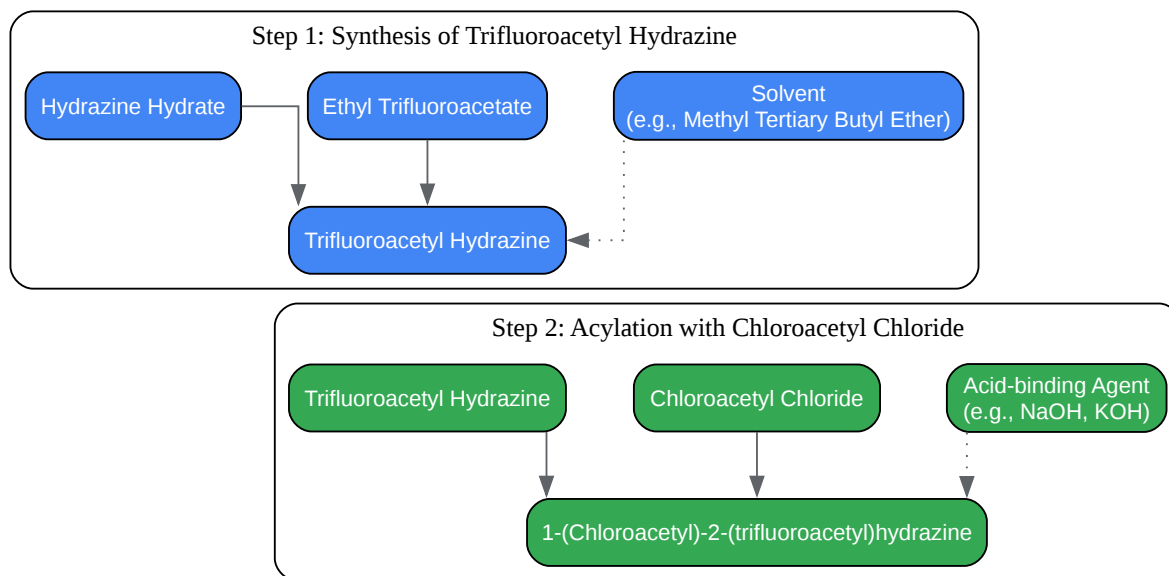 Step 1: Synthesis of Trifluoroacetyl Hydrazine
Hydrazine Hydrate
Ethyl Trifluoroacetate
Solvent
(e.g., Methyl Tertiary Butyl Ether)
Trifluoroacetyl Hydrazine
Step 2: Acylation with Chloroacetyl Chloride
Trifluoroacetyl Hydrazine
Chloroacetyl Chloride
Acid-binding Agent
(e.g., NaOH, KOH)
1-(Chloroacetyl)-2-(trifluoroacetyl)hydrazine